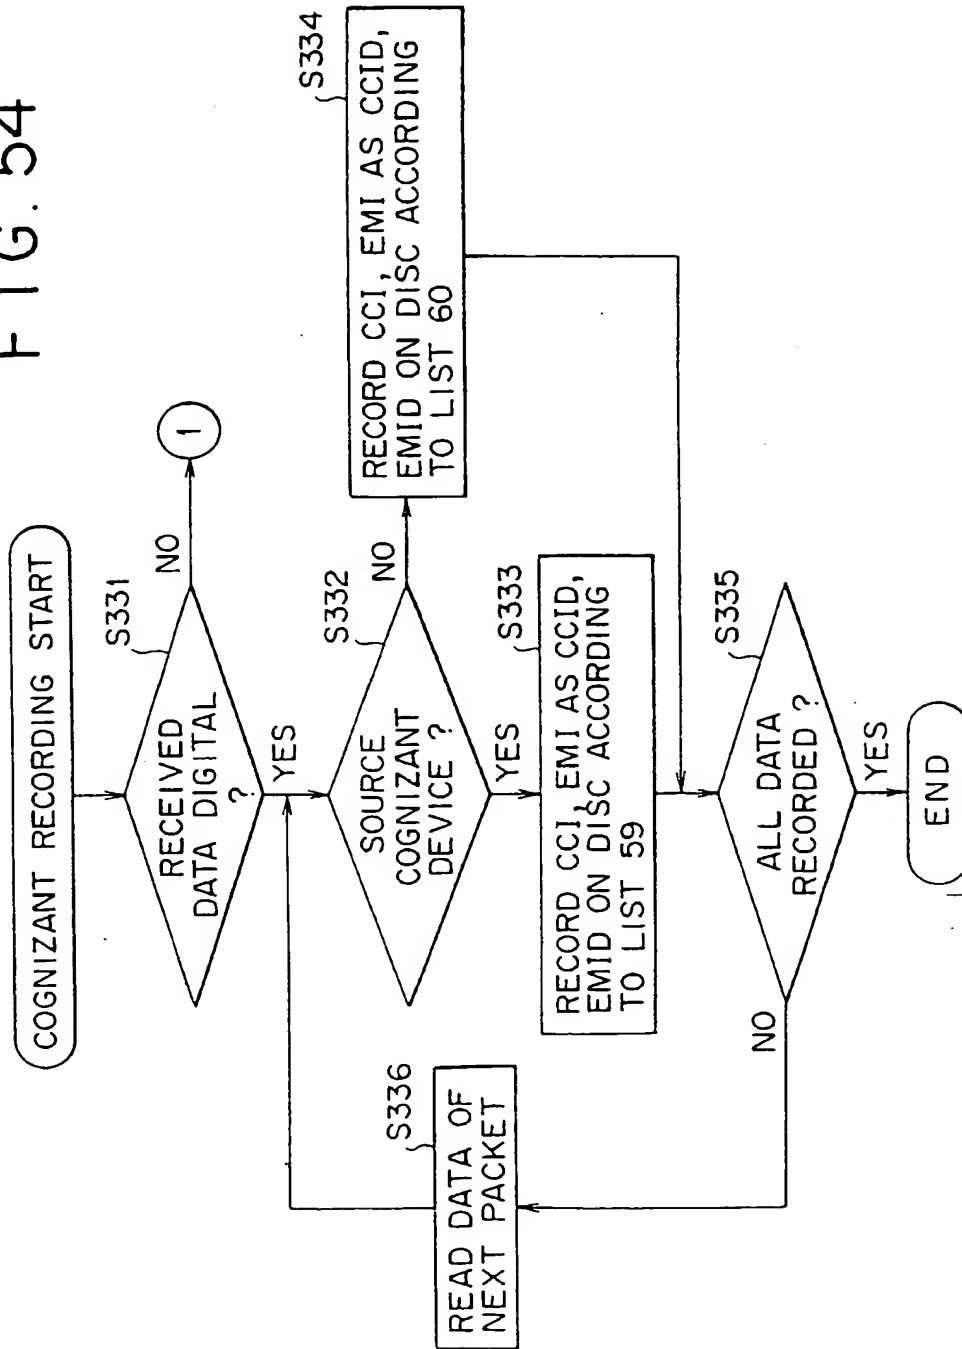 FIG. 54
COGNIZANT RECORDING START
S331
RECEIVED
DATA DIGITAL
?
NO
1
YES
S332
SOURCE
COGNIZANT
DEVICE ?
NO
S334
RECORD CCI, EMI AS CCID,
EMID ON DISC ACCORDING
TO LIST 60
YES
S333
RECORD CCI, EMI AS CCID,
EMID ON DISC ACCORDING
TO LIST 59
S336
READ DATA OF
NEXT PACKET
S335
ALL DATA
RECORDED ?
NO
YES
END